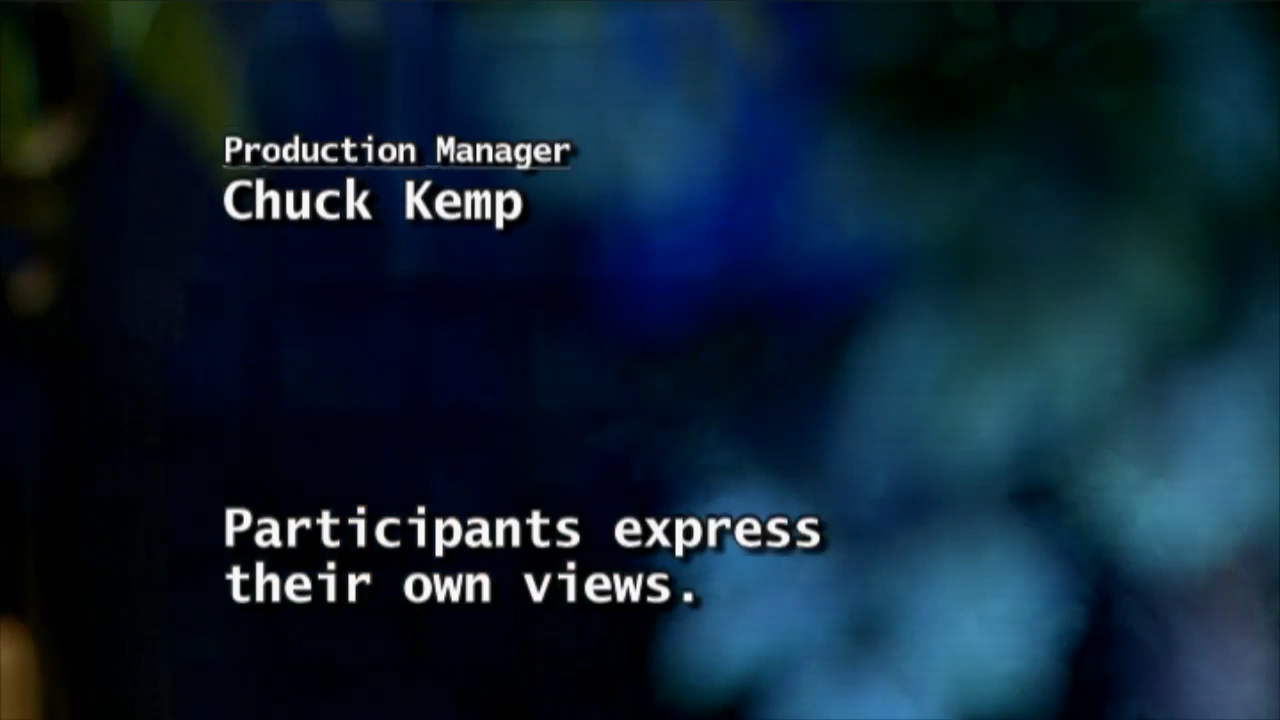 Production Manager
Chuck Kemp
Participants express
their own views.